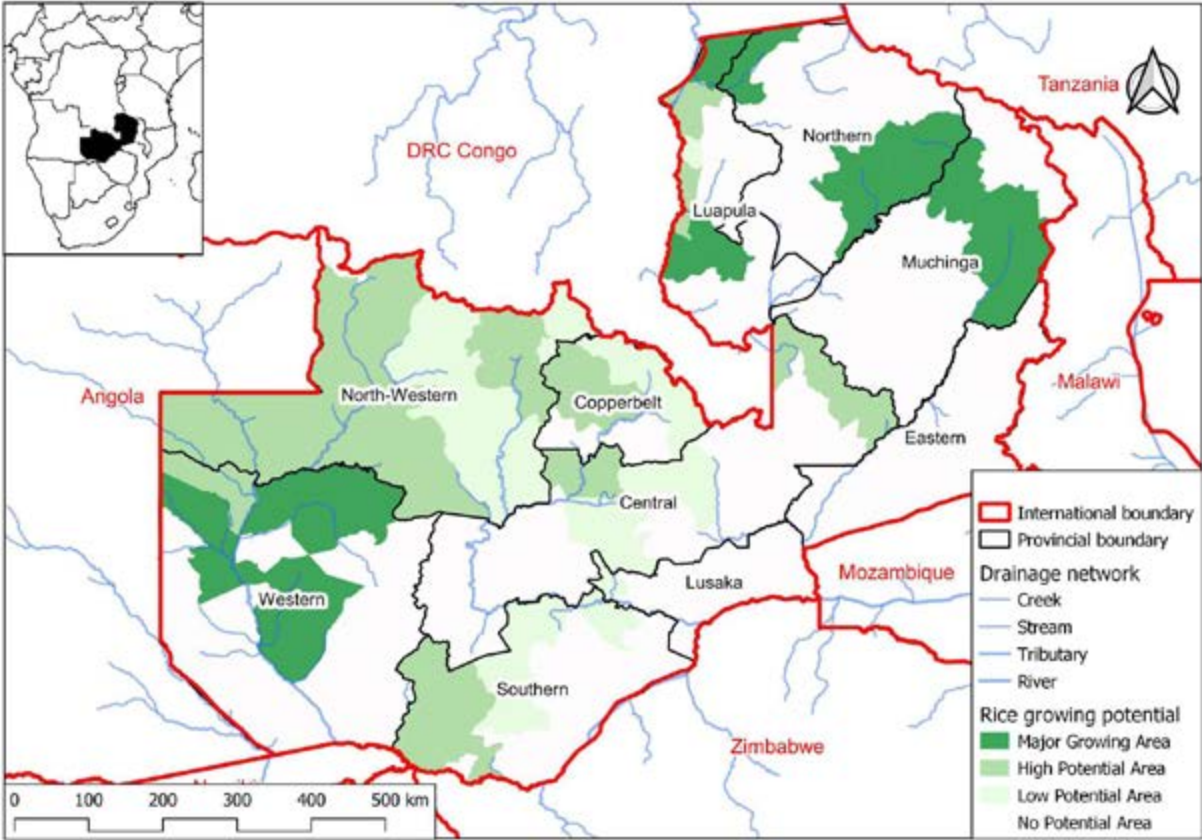 Tanzania
DRC Congo
Northern
Luapula
Muchinga
Angola
North-Western
Copperbelt
Malawi
Eastern
Central
Western
Lusaka
Mozambique
Southern
Zimbabwe
International boundary
Provincial boundary
Drainage network
Creek
Stream
Tributary
River
Rice growing potential
Major Growing Area
High Potential Area
Low Potential Area
No Potential Area
0 100 200 300 400 500 km